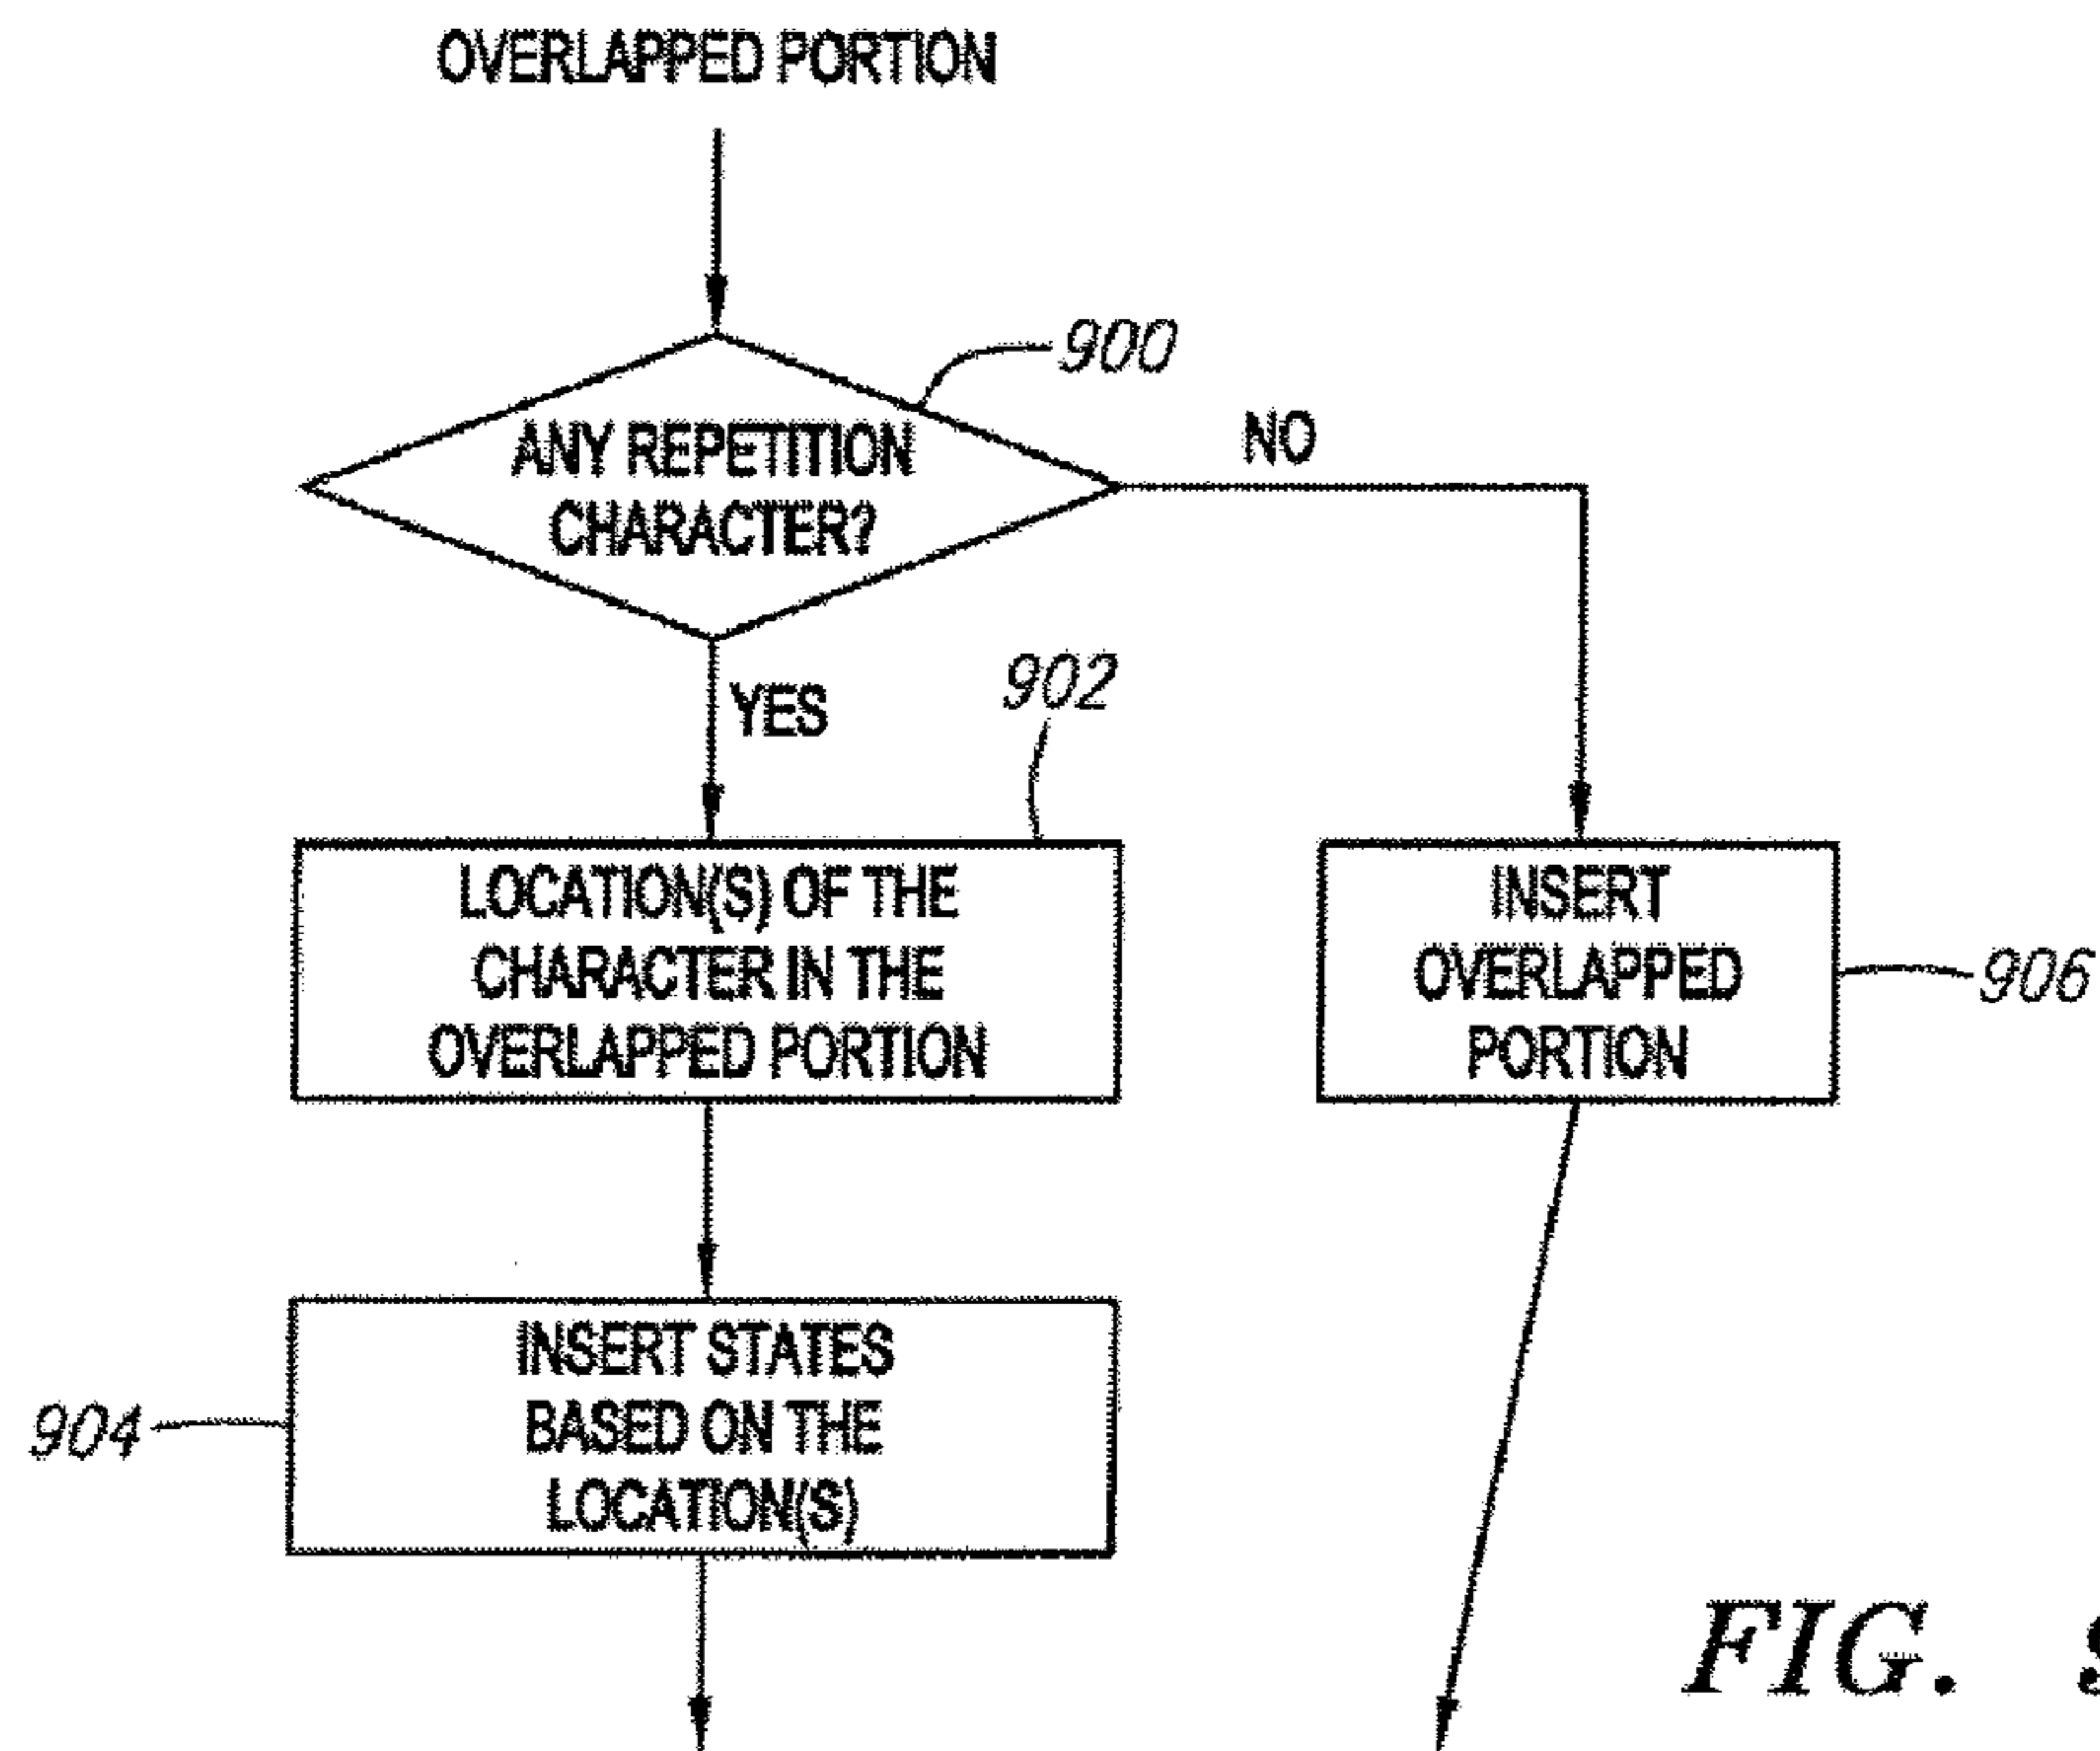 OVERLAPPED PORTION
900
ANY REPETITION
CHARACTER?
NO
YES
902
LOCATION(S) OF THE
CHARACTER IN THE
OVERLAPPED PORTION
INSERT
OVERLAPPED
PORTION
906
INSERT STATES
BASED ON THE
LOCATION(S)
904
FIG.